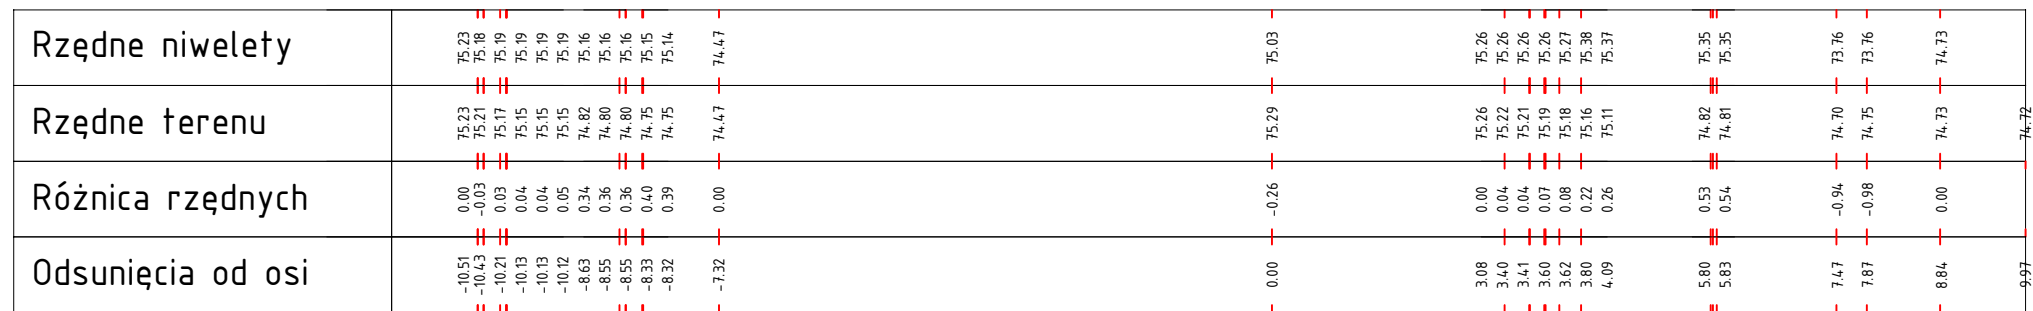 Rzędne niwelety 75.23 75.18 75.19 75.19 75.19 75.19 75.16 75.16 75.16 75.15 75.14 74.47 75.03 75.26 75.26 75.26 75.26 75.27 75.38 75.37 75.35 75.35 73.76 73.76 74.73
Rzędne terenu 75.23 75.21 75.17 75.15 75.15 75.15 74.82 74.80 74.80 74.75 74.75 74.47 75.29 75.26 75.22 75.21 75.19 75.18 75.16 75.11 74.82 74.81 74.70 74.75 74.73 74.72
Różnica rzędnych 0.00 -0.03 0.03 0.04 0.04 0.05 0.34 0.36 0.36 0.40 0.39 0.00 -0.26 0.00 0.04 0.04 0.07 0.08 0.22 0.26 0.53 0.54 -0.94 -0.98 0.00
Odsunięcia od osi -10.51 -10.43 -10.21 -10.13 -10.13 -10.12 -8.63 -8.55 -8.55 -8.33 -8.32 -7.32 0.00 3.08 3.40 3.41 3.60 3.62 3.80 4.09 5.80 5.83 7.47 7.87 8.84 9.97